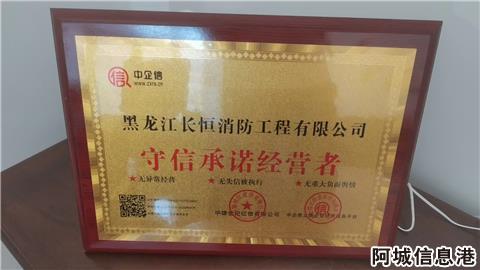 信 中企信
黑龙江长恒消防工程有限公司
守信承诺经营者
★无异常经营 ★无失信被执行 ★无重大负面舆情
阿城信息港